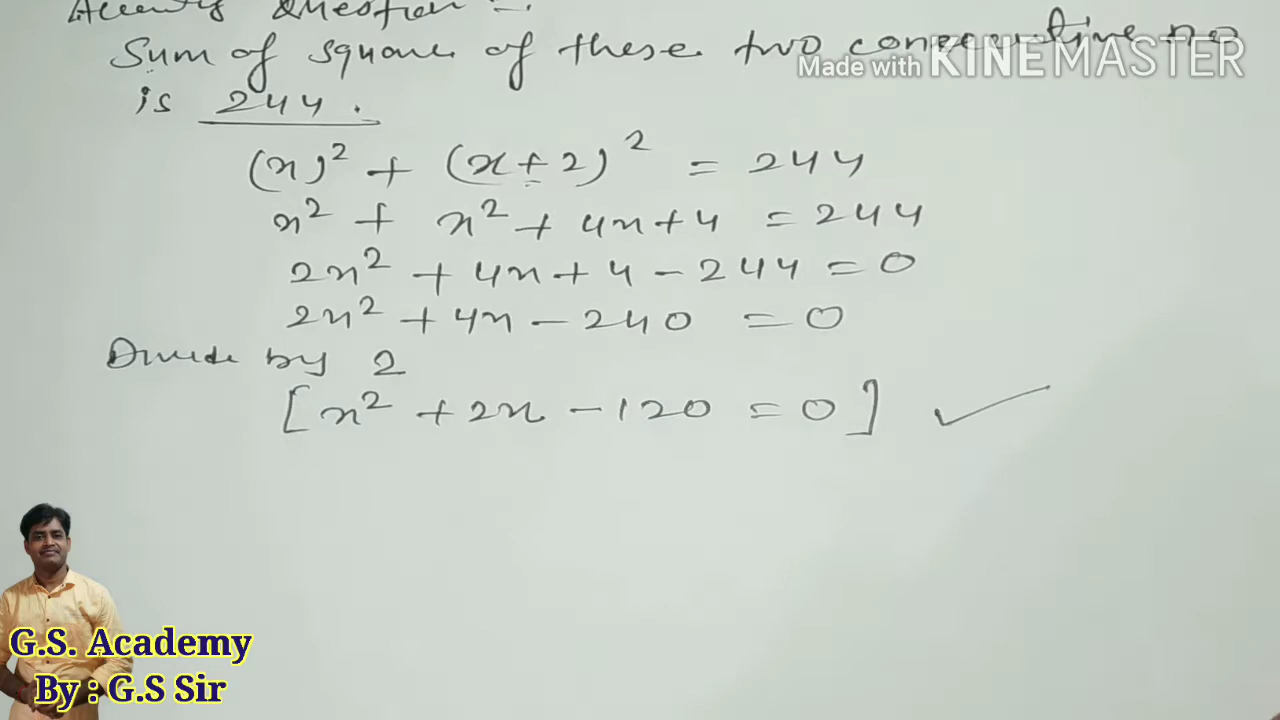 Question :-
Sum of square of these two consecutive no
is 244.
Made with KINEMASTER
(x)² + (x+2)² = 244
x² + x² + 4x + 4 = 244
2x² + 4x + 4 - 244 = 0
2x² + 4x - 240 = 0
Divide by 2
[x² + 2x - 120 = 0]
G.S. Academy
By : G.S Sir